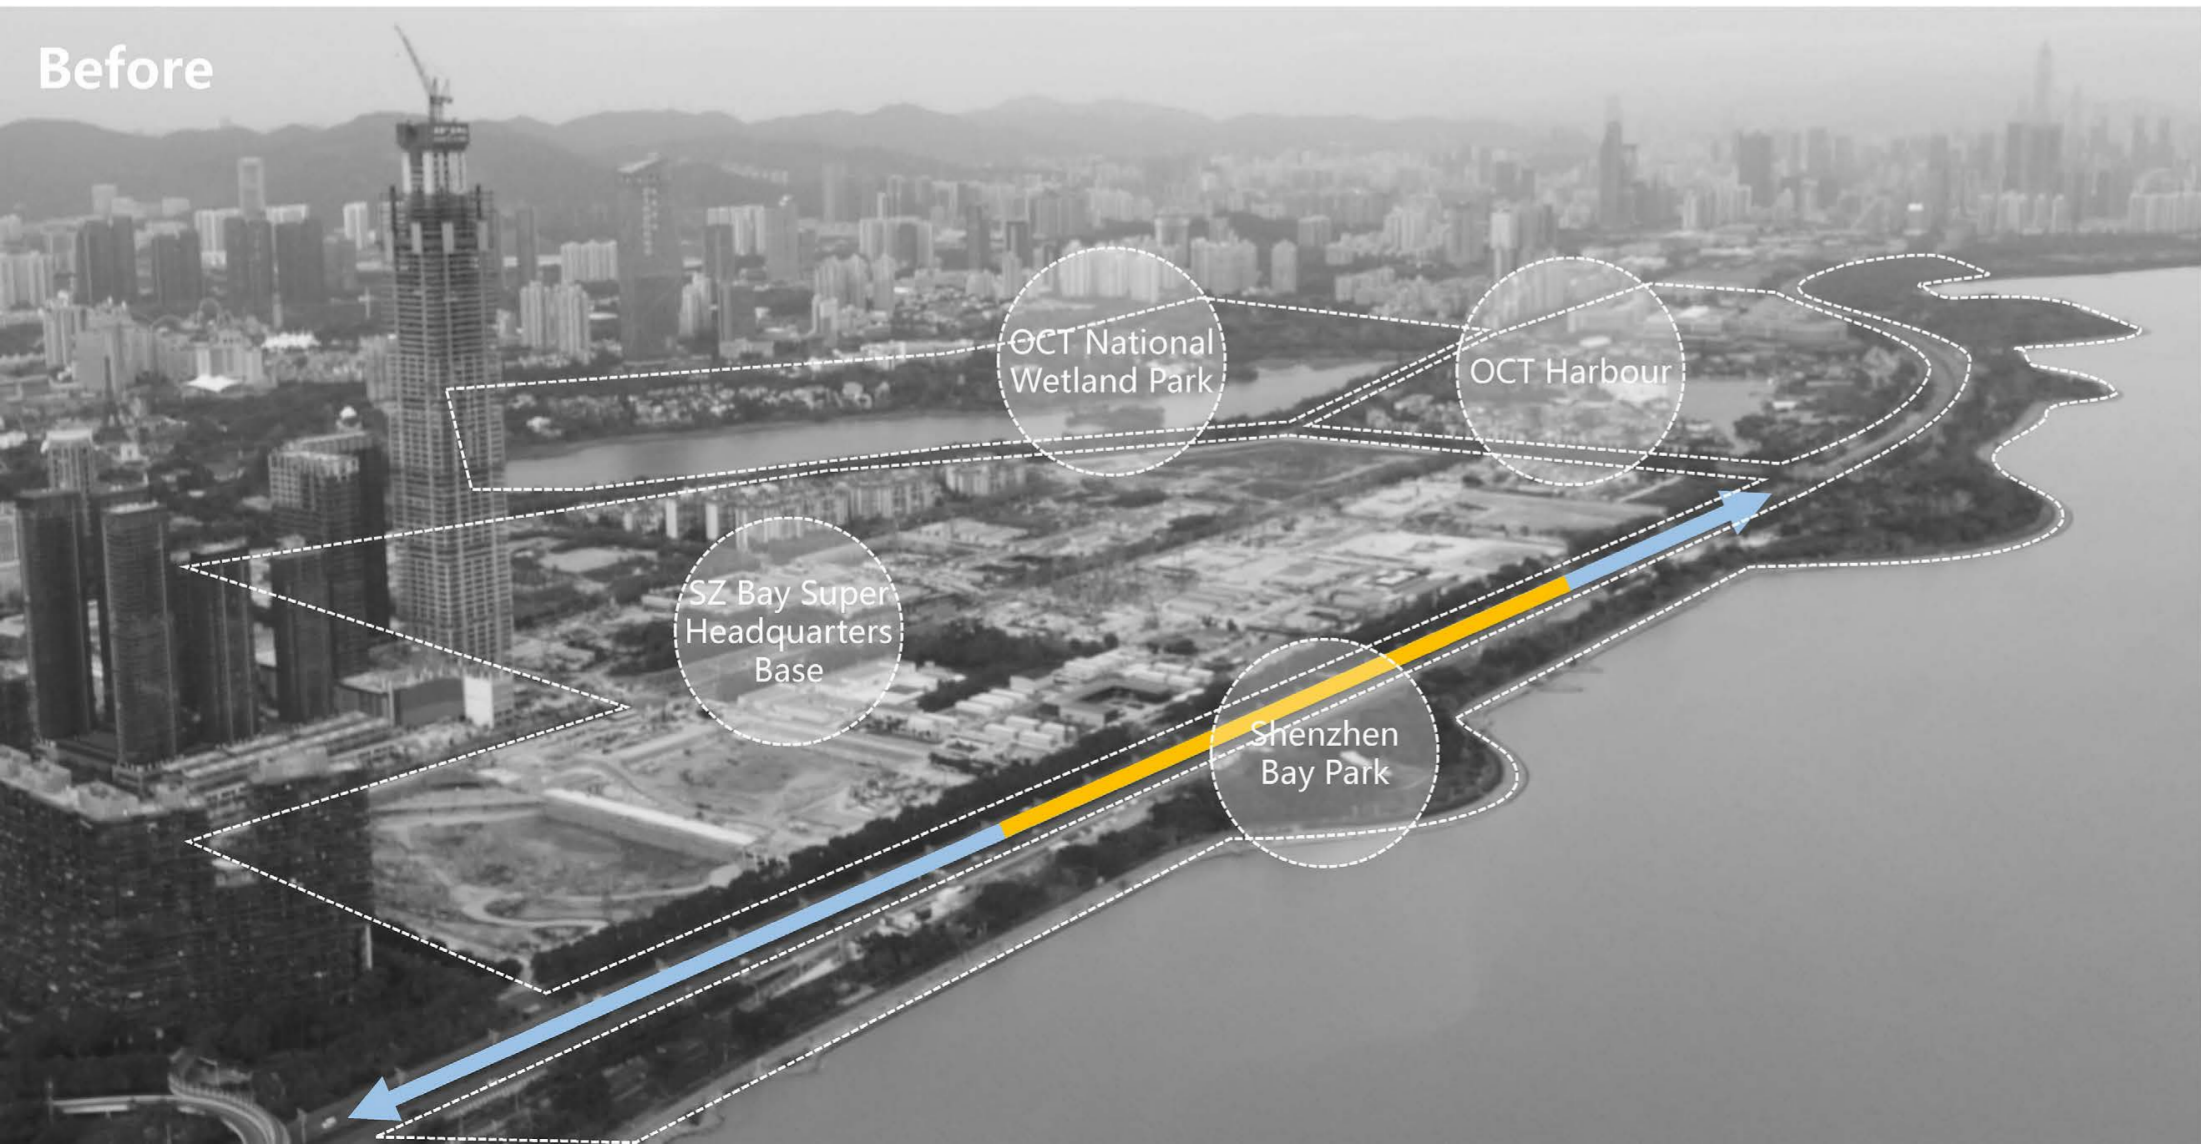 Before
OCT National
Wetland Park
OCT Harbour
SZ Bay Super
Headquarters
Base
Shenzhen
Bay Park